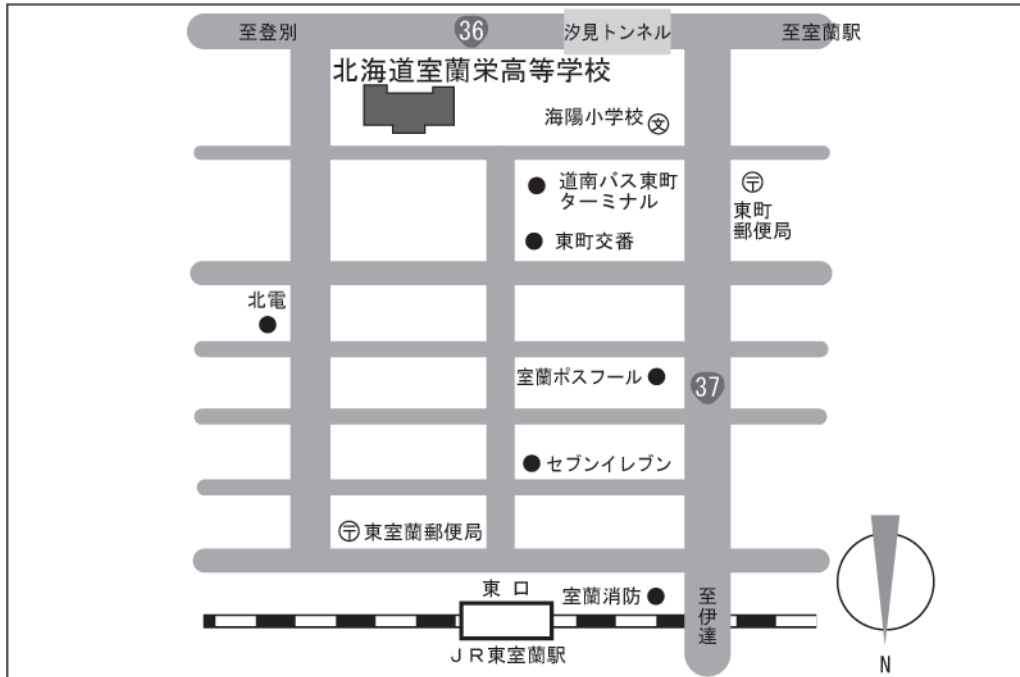 至登別
36
汐見トンネル
至室蘭駅
北海道室蘭栄高等学校
海陽小学校
文
道南バス東町
ターミナル
〒
東町
郵便局
東町交番
北電
室蘭ポスフール
37
セブンイレブン
〒東室蘭郵便局
東口
室蘭消防
至伊達
JR東室蘭駅
N